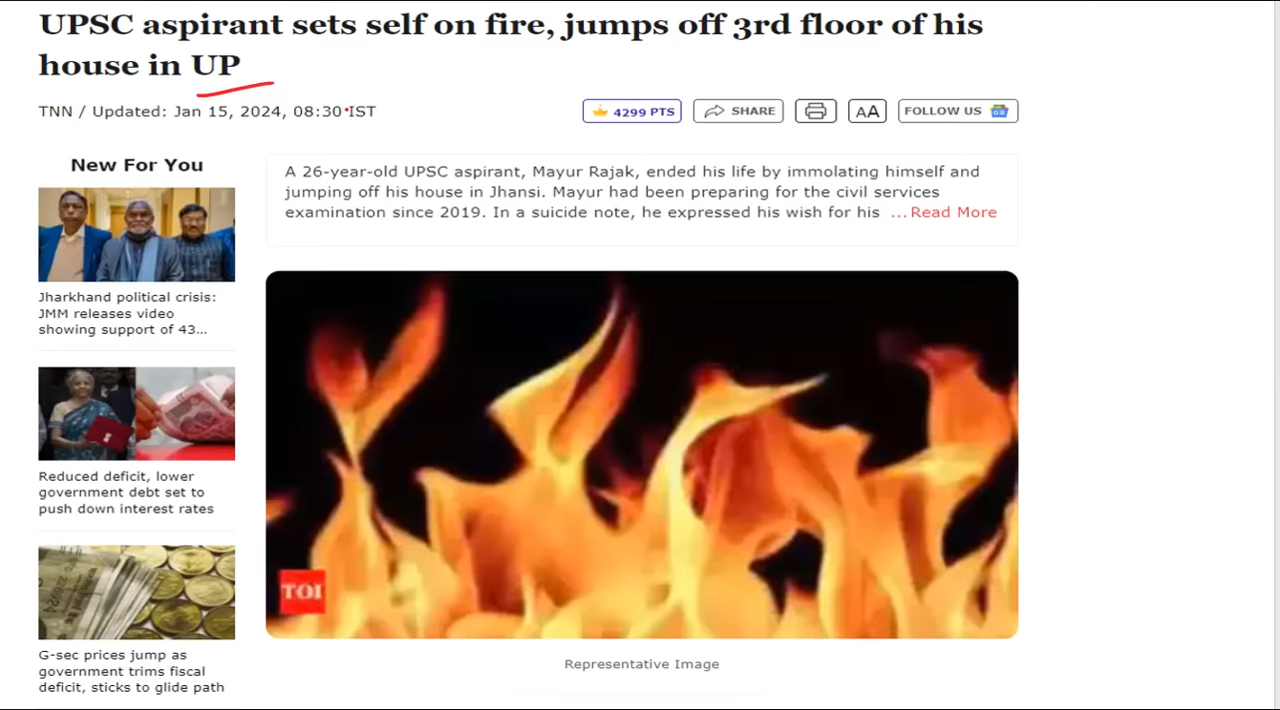 UPSC aspirant sets self on fire, jumps off 3rd floor of his
house in UP
TNN / Updated: Jan 15, 2024, 08:30 IST
4299 PTS
SHARE
AA
FOLLOW US
New For You
Jharkhand political crisis:
JMM releases video
showing support of 43...
Reduced deficit, lower
government debt set to
push down interest rates
G-sec prices jump as
government trims fiscal
deficit, sticks to glide path
A 26-year-old UPSC aspirant, Mayur Rajak, ended his life by immolating himself and
jumping off his house in Jhansi. Mayur had been preparing for the civil services
examination since 2019. In a suicide note, he expressed his wish for his ...Read More
TOI
Representative Image